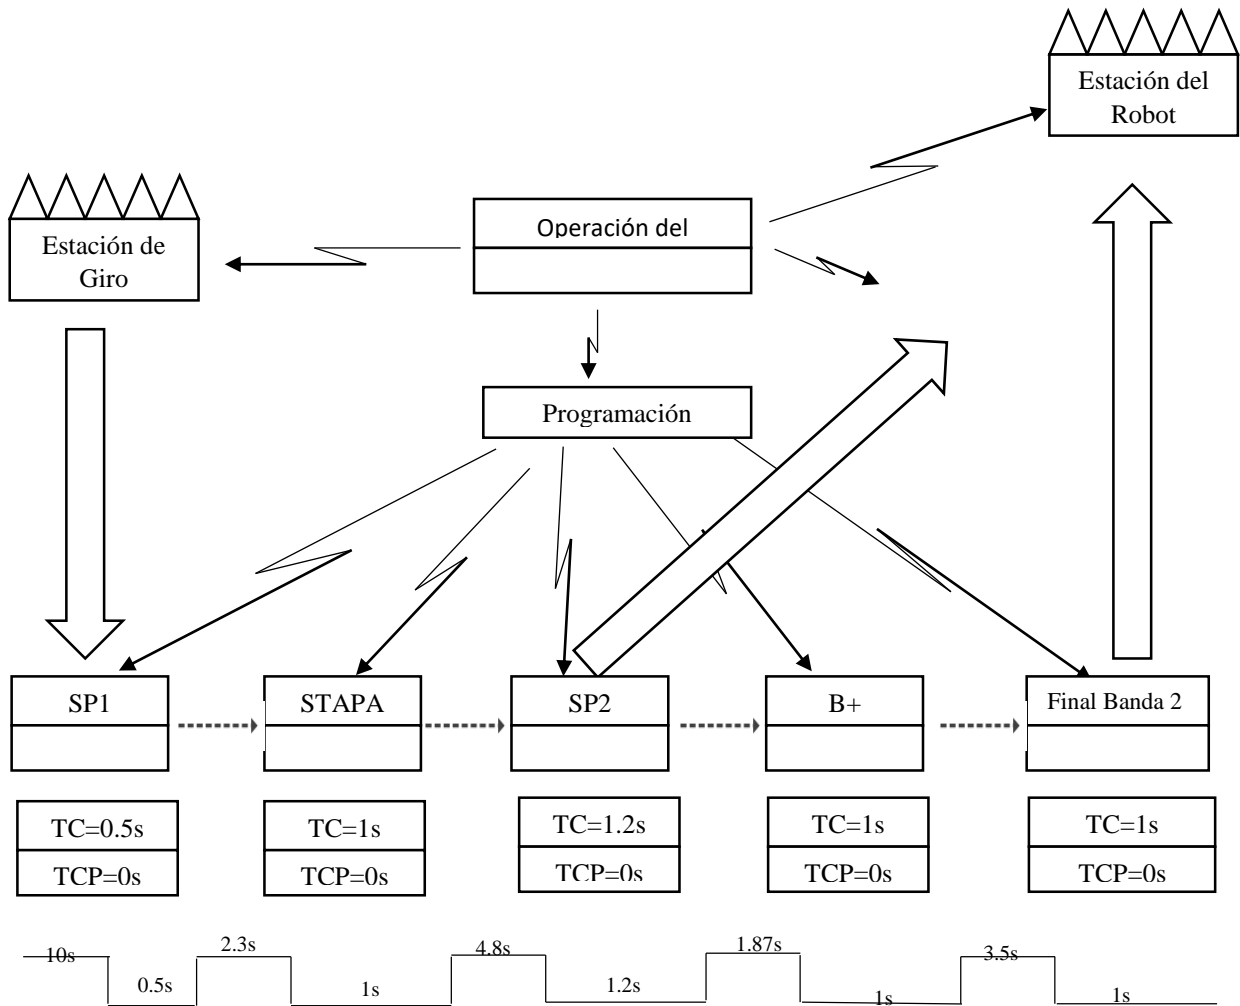 Estación del
Robot
Operación del
Estación de
Giro
Programación
SP1
STAPA
SP2
B+
Final Banda 2
TC=0.5s
TC=1s
TC=1.2s
TC=1s
TC=1s
TCP=0s
TCP=0s
TCP=0s
TCP=0s
TCP=0s
10s
2.3s
4.8s
1.87s
3.5s
0.5s
1s
1.2s
1s
1s